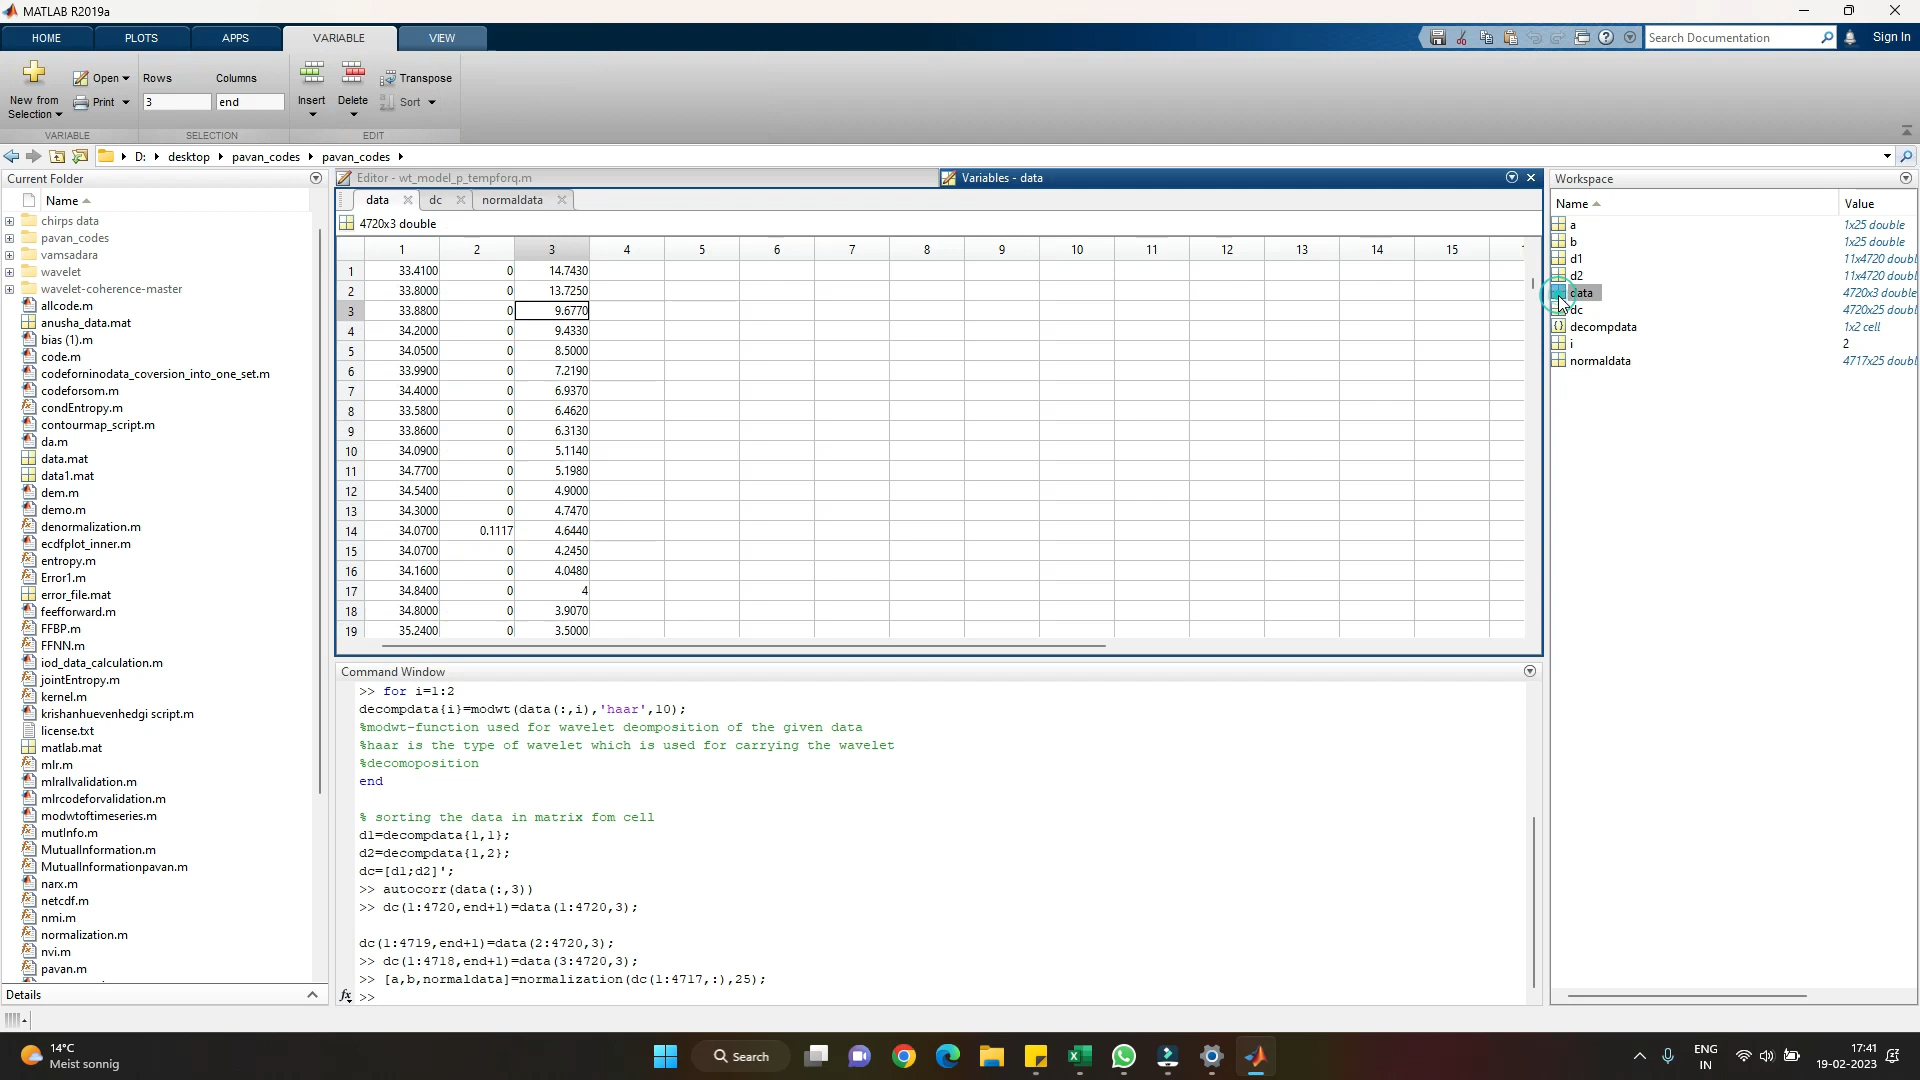 MATLAB R2019a
HOME PLOTS APPS VARIABLE VIEW
Search Documentation Sign In
New from Selection Open Print Rows Columns
3 end
Insert Delete Transpose Sort
VARIABLE SELECTION EDIT
D: desktop pavan_codes pavan_codes
Current Folder
Name
chirps data
pavan_codes
vamsadara
wavelet
wavelet-coherence-master
allcode.m
anusha_data.mat
bias (1).m
code.m
codeforninodata_coversion_into_one_set.m
codeforsom.m
condEntropy.m
contourmap_script.m
da.m
data.mat
data1.mat
dem.m
demo.m
denormalization.m
ecdfplot_inner.m
entropy.m
Error1.m
error_file.mat
feefforward.m
FFBP.m
FFNN.m
iod_data_calculation.m
jointEntropy.m
kernel.m
krishanhuevenhedgi script.m
license.txt
matlab.mat
mlr.m
mlrallvalidation.m
mlrcodeforvalidation.m
modwtoftimeseries.m
mutInfo.m
MutualInformation.m
MutualInformationpavan.m
narx.m
netcdf.m
nmi.m
normalization.m
nvi.m
pavan.m
Details
Editor - wt_model_p_tempforq.m
Variables - data
data dc normaldata
4720x3 double
1 2 3 4 5 6 7 8 9 10 11 12 13 14 15
1 33.4100 0 14.7430
2 33.8000 0 13.7250
3 33.8800 0 9.6770
4 34.2000 0 9.4330
5 34.0500 0 8.5000
6 33.9900 0 7.2190
7 34.4000 0 6.9370
8 33.5800 0 6.4620
9 33.8600 0 6.3130
10 34.0900 0 5.1140
11 34.7700 0 5.1980
12 34.5400 0 4.9000
13 34.3000 0 4.7470
14 34.0700 0.1117 4.6440
15 34.0700 0 4.2450
16 34.1600 0 4.0480
17 34.8400 0 4
18 34.8000 0 3.9070
19 35.2400 0 3.5000
Command Window
>> for i=1:2
decompdata{i}=modwt(data(:,i),'haar',10);
%modwt-function used for wavelet deomposition of the given data
%haar is the type of wavelet which is used for carrying the wavelet
%decomoposition
end
% sorting the data in matrix fom cell
d1=decompdata{1,1};
d2=decompdata{1,2};
dc=[d1;d2]';
>> autocorr(data(:,3))
>> dc(1:4720,end+1)=data(1:4720,3);
dc(1:4719,end+1)=data(2:4720,3);
>> dc(1:4718,end+1)=data(3:4720,3);
>> [a,b,normaldata]=normalization(dc(1:4717,:),25);
fx >>
Workspace
Name Value
a 1x25 double
b 1x25 double
d1 11x4720 doubl
d2 11x4720 doubl
data 4720x3 double
dc 4720x25 doubl
decompdata 1x2 cell
i 2
normaldata 4717x25 doubl
14°C
Meist sonnig
Search
ENG
IN
17:41
19-02-2023